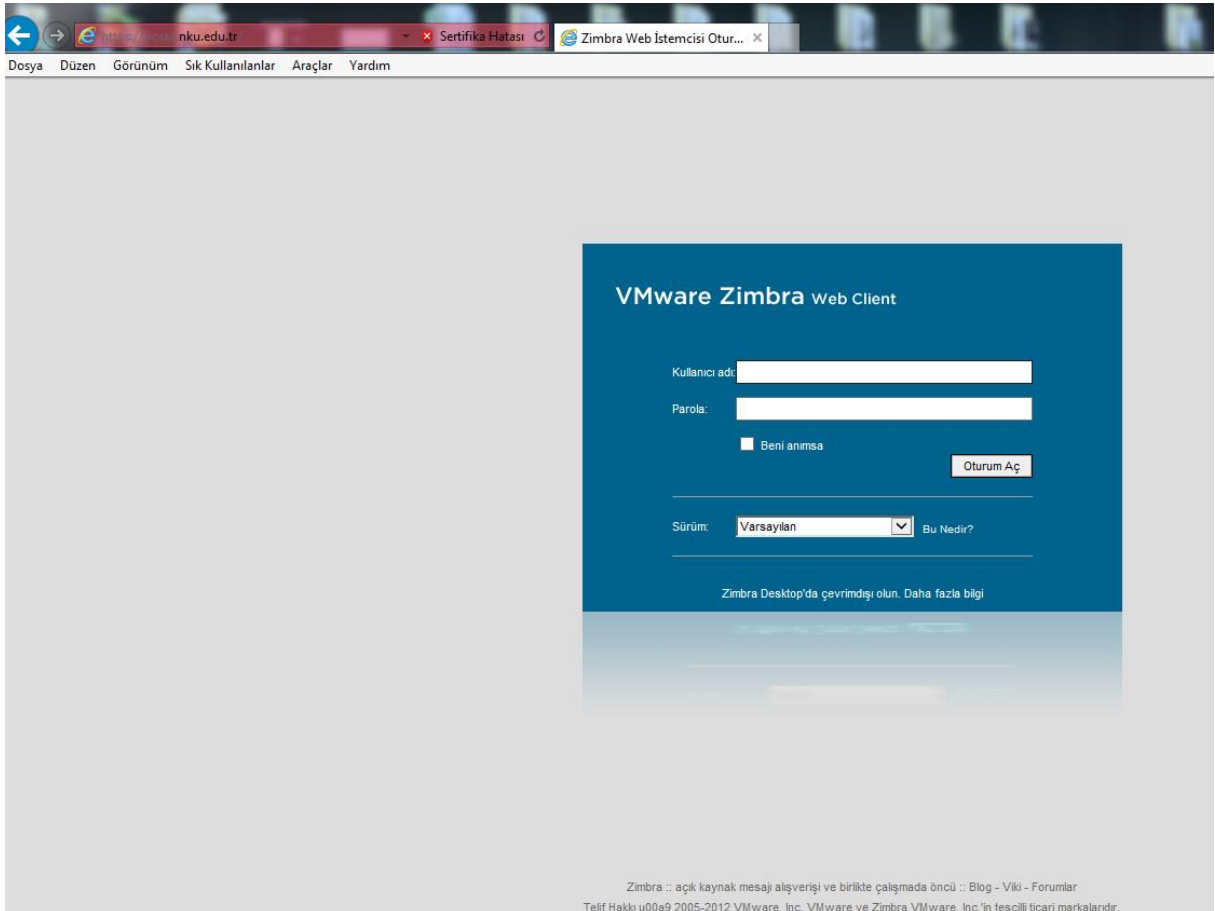 nku.edu.tr Sertifika Hatası Zimbra Web İstemcisi Otur...
Dosya Düzen Görünüm Sık Kullanılanlar Araçlar Yardım
VMware Zimbra Web Client
Kullanıcı adı:
Parola:
Beni anımsa
Oturum Aç
Sürüm: Varsayılan Bu Nedir?
Zimbra Desktop'da çevrimdışı olun. Daha fazla bilgi
Zimbra :: açık kaynak mesajı alışverişi ve birlikte çalışmada öncü :: Blog - Viki - Forumlar
Telif Hakkı u00a9 2005-2012 VMware, Inc. VMware ve Zimbra VMware, Inc.'in tescilli ticari markalarıdır.